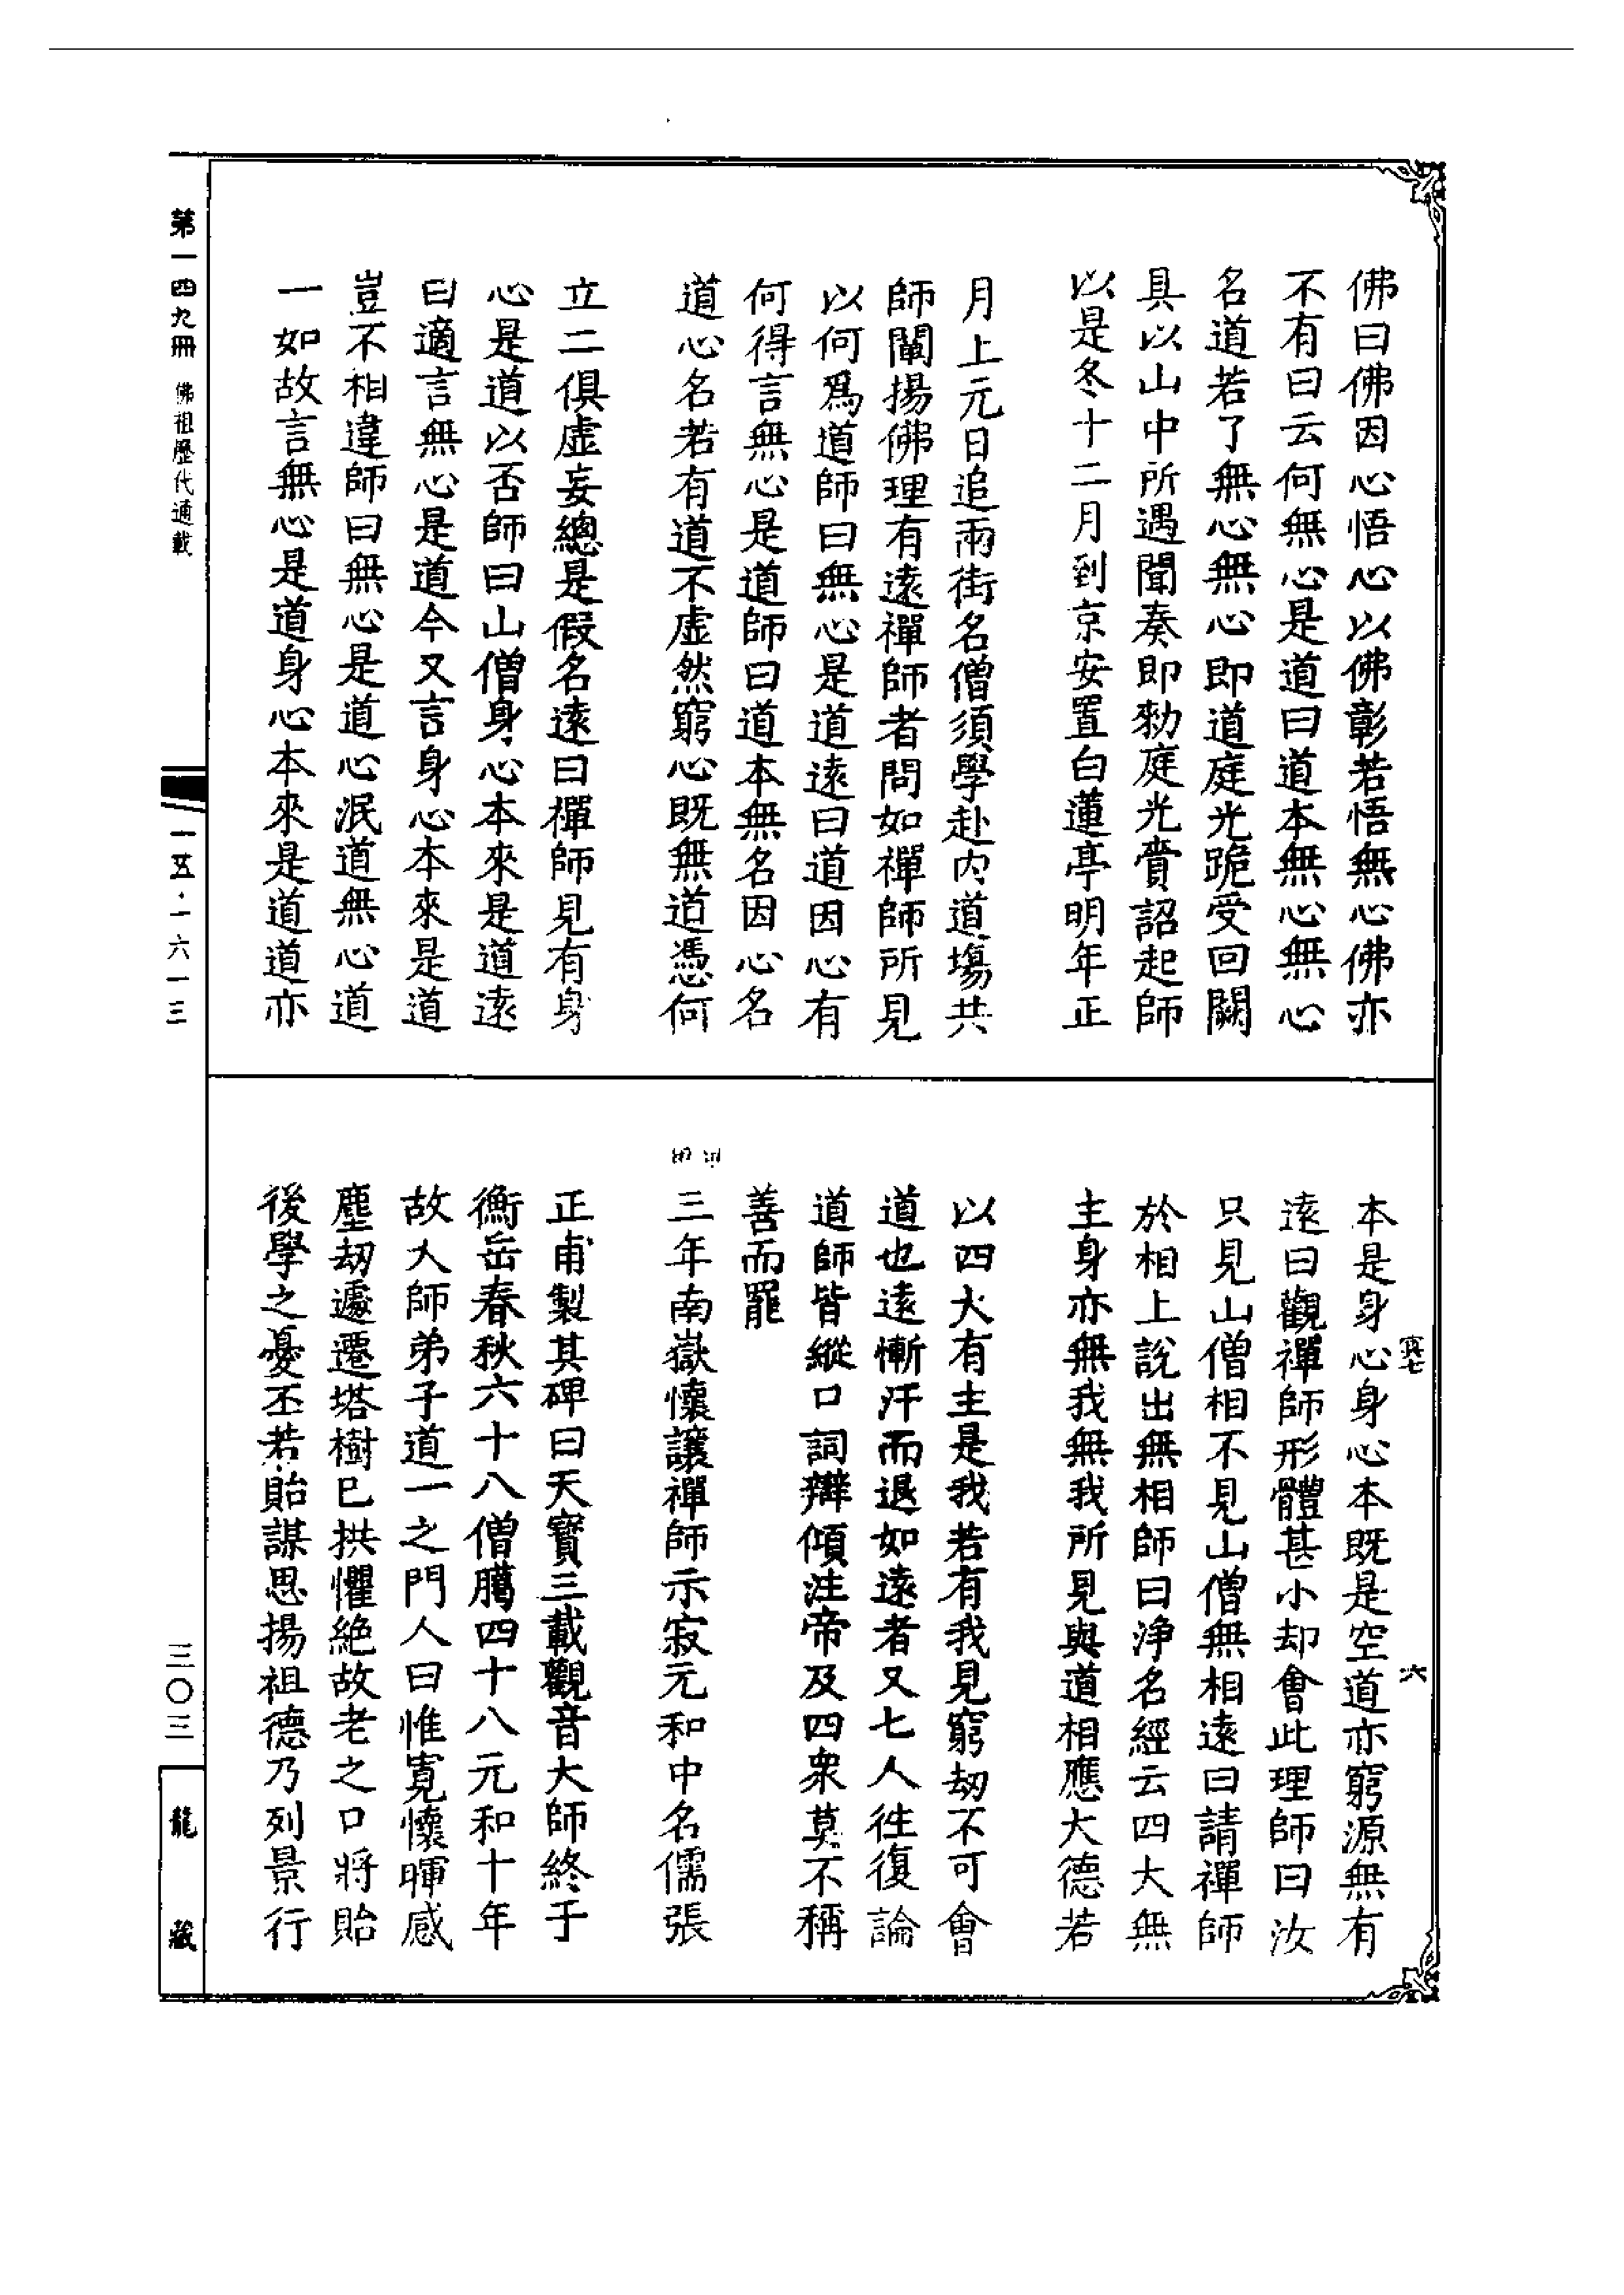 佛曰佛因心悟心以佛彰若悟無心佛亦
不有曰云何無心是道曰道本無心無心
名道若了無心無心即道庭光跪受回闕
具以山中所遇聞奏即勑庭光賷詔起師
以是冬十二月到京安置白蓮亭明年正
月上元日追兩街名僧須學赴內道場共
師闡揚佛理有遠禪師者問如禪師所見
以何爲道師曰無心是道遠曰道因心有
何得言無心是道師曰道本無名因心名
道心名若有道不虛然窮心既無道憑何
立二俱虛妄總是假名遠曰禪師見有身
心是道以否師曰山僧身心本來是道遠
曰適言無心是道今又言身心本來是道
豈不相違師曰無心是道心泯道無心道
一如故言無心是道身心本來是道道亦
本是身心身心本既是空道亦窮源無有
遠曰觀禪師形體甚小却會此理師曰汝
只見山僧相不見山僧無相遠曰請禪師
於相上說出無相師曰淨名經云四大無
主身亦無我無我所見與道相應大德若
以四大有主是我若有我見窮劫不可會
道也遠慚汗而退如遠者又七人往復論
道師皆縱口詞辯傾注帝及四衆莫不稱
善而罷
三年南嶽懷讓禪師示寂元和中名儒張
正甫製其碑曰天寶三載觀音大師終于
衡岳春秋六十八僧臈四十八元和十年
故大師弟子道一之門人曰惟寬懷暉感
塵劫遽遷塔樹已拱懼絕故老之口將貽
後學之憂丕若貽謀思揚祖德乃列景行
六
第一四九冊 佛祖歷代通載
一五·一六一三
三〇三
龍藏